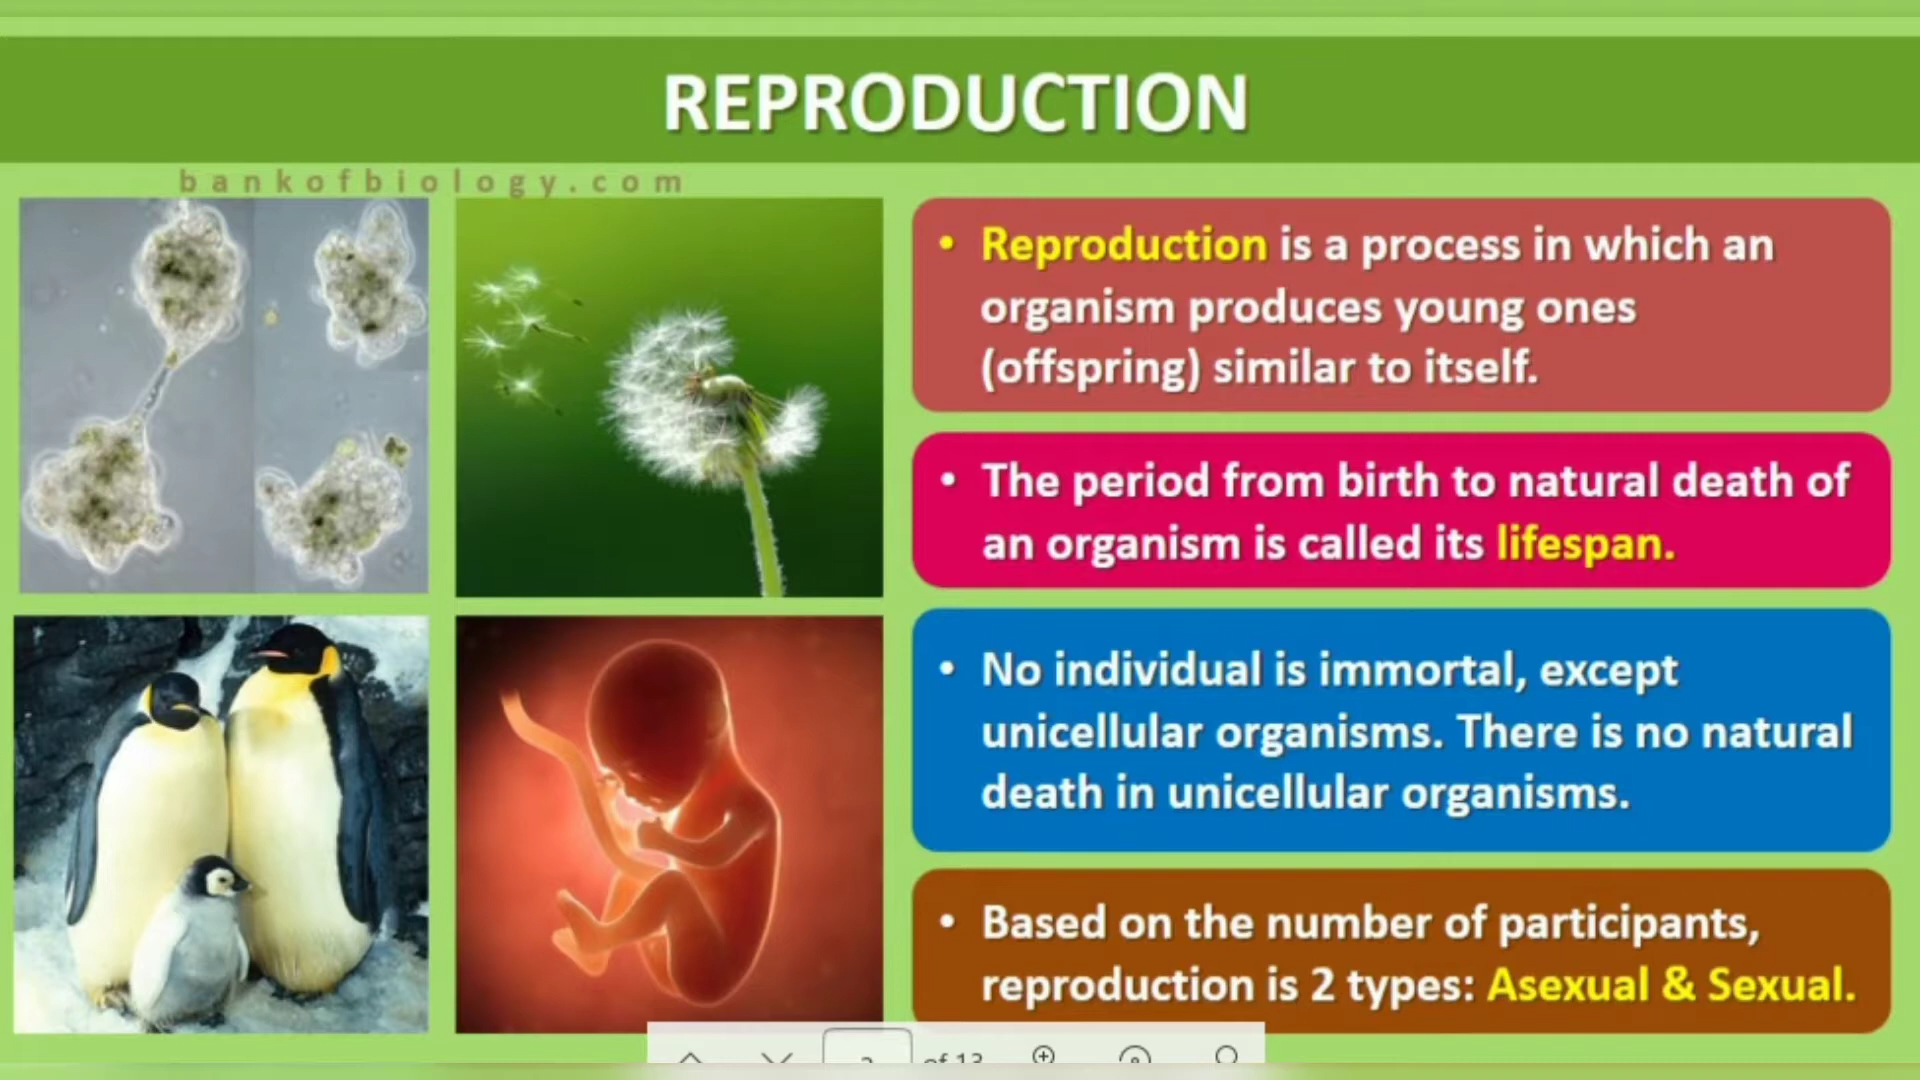 REPRODUCTION
bankofbiology.com
• Reproduction is a process in which an
organism produces young ones
(offspring) similar to itself.
• The period from birth to natural death of
an organism is called its lifespan.
• No individual is immortal, except
unicellular organisms. There is no natural
death in unicellular organisms.
• Based on the number of participants,
reproduction is 2 types: Asexual & Sexual.
of 13